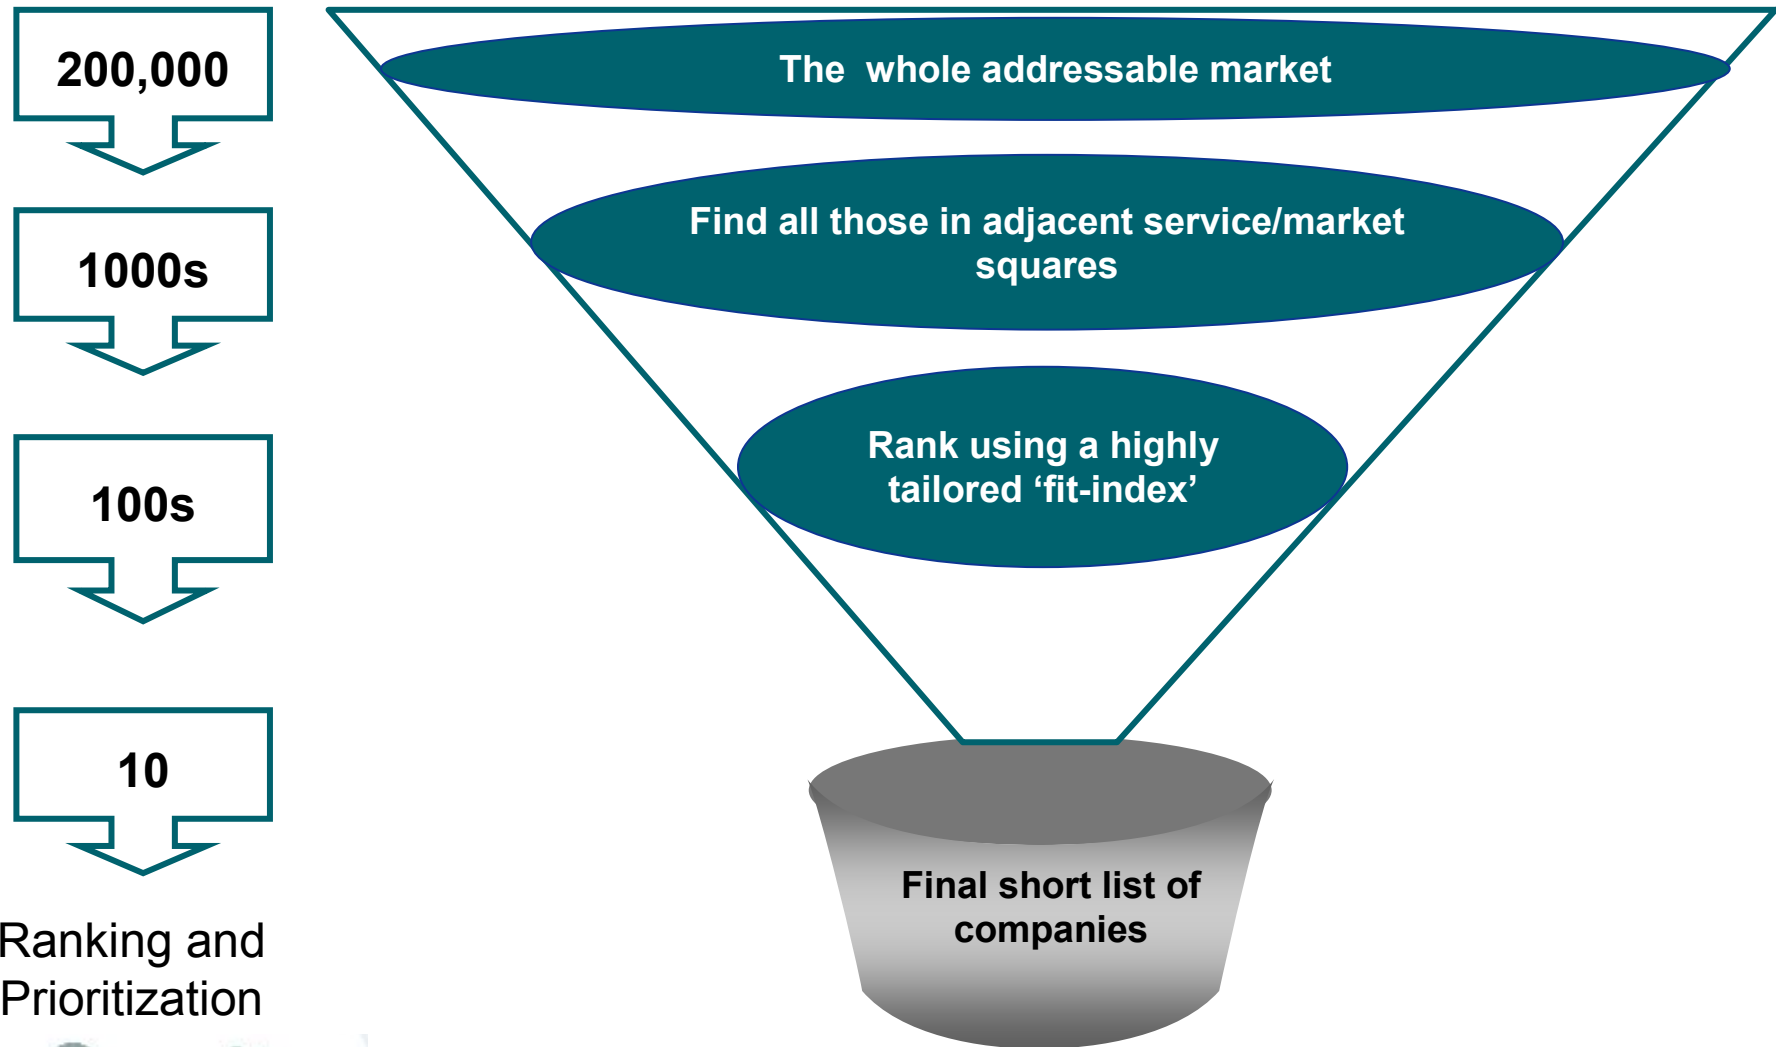 200,000
The  whole addressable market
1000s
Find all those in adjacent service/market
squares
100s
Rank using a highly
tailored ‘fit-index’
10
Final short list of
companies
Ranking and
Prioritization